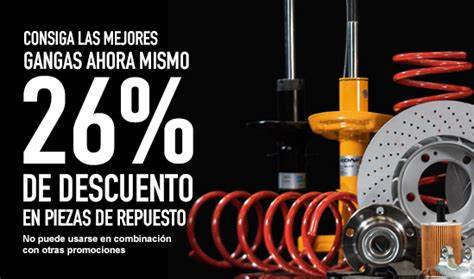 CONSIGA LAS MEJORES
GANGAS AHORA MISMO
26%
DE DESCUENTO
EN PIEZAS DE REPUESTO
No puede usarse en combinación
con otras promociones